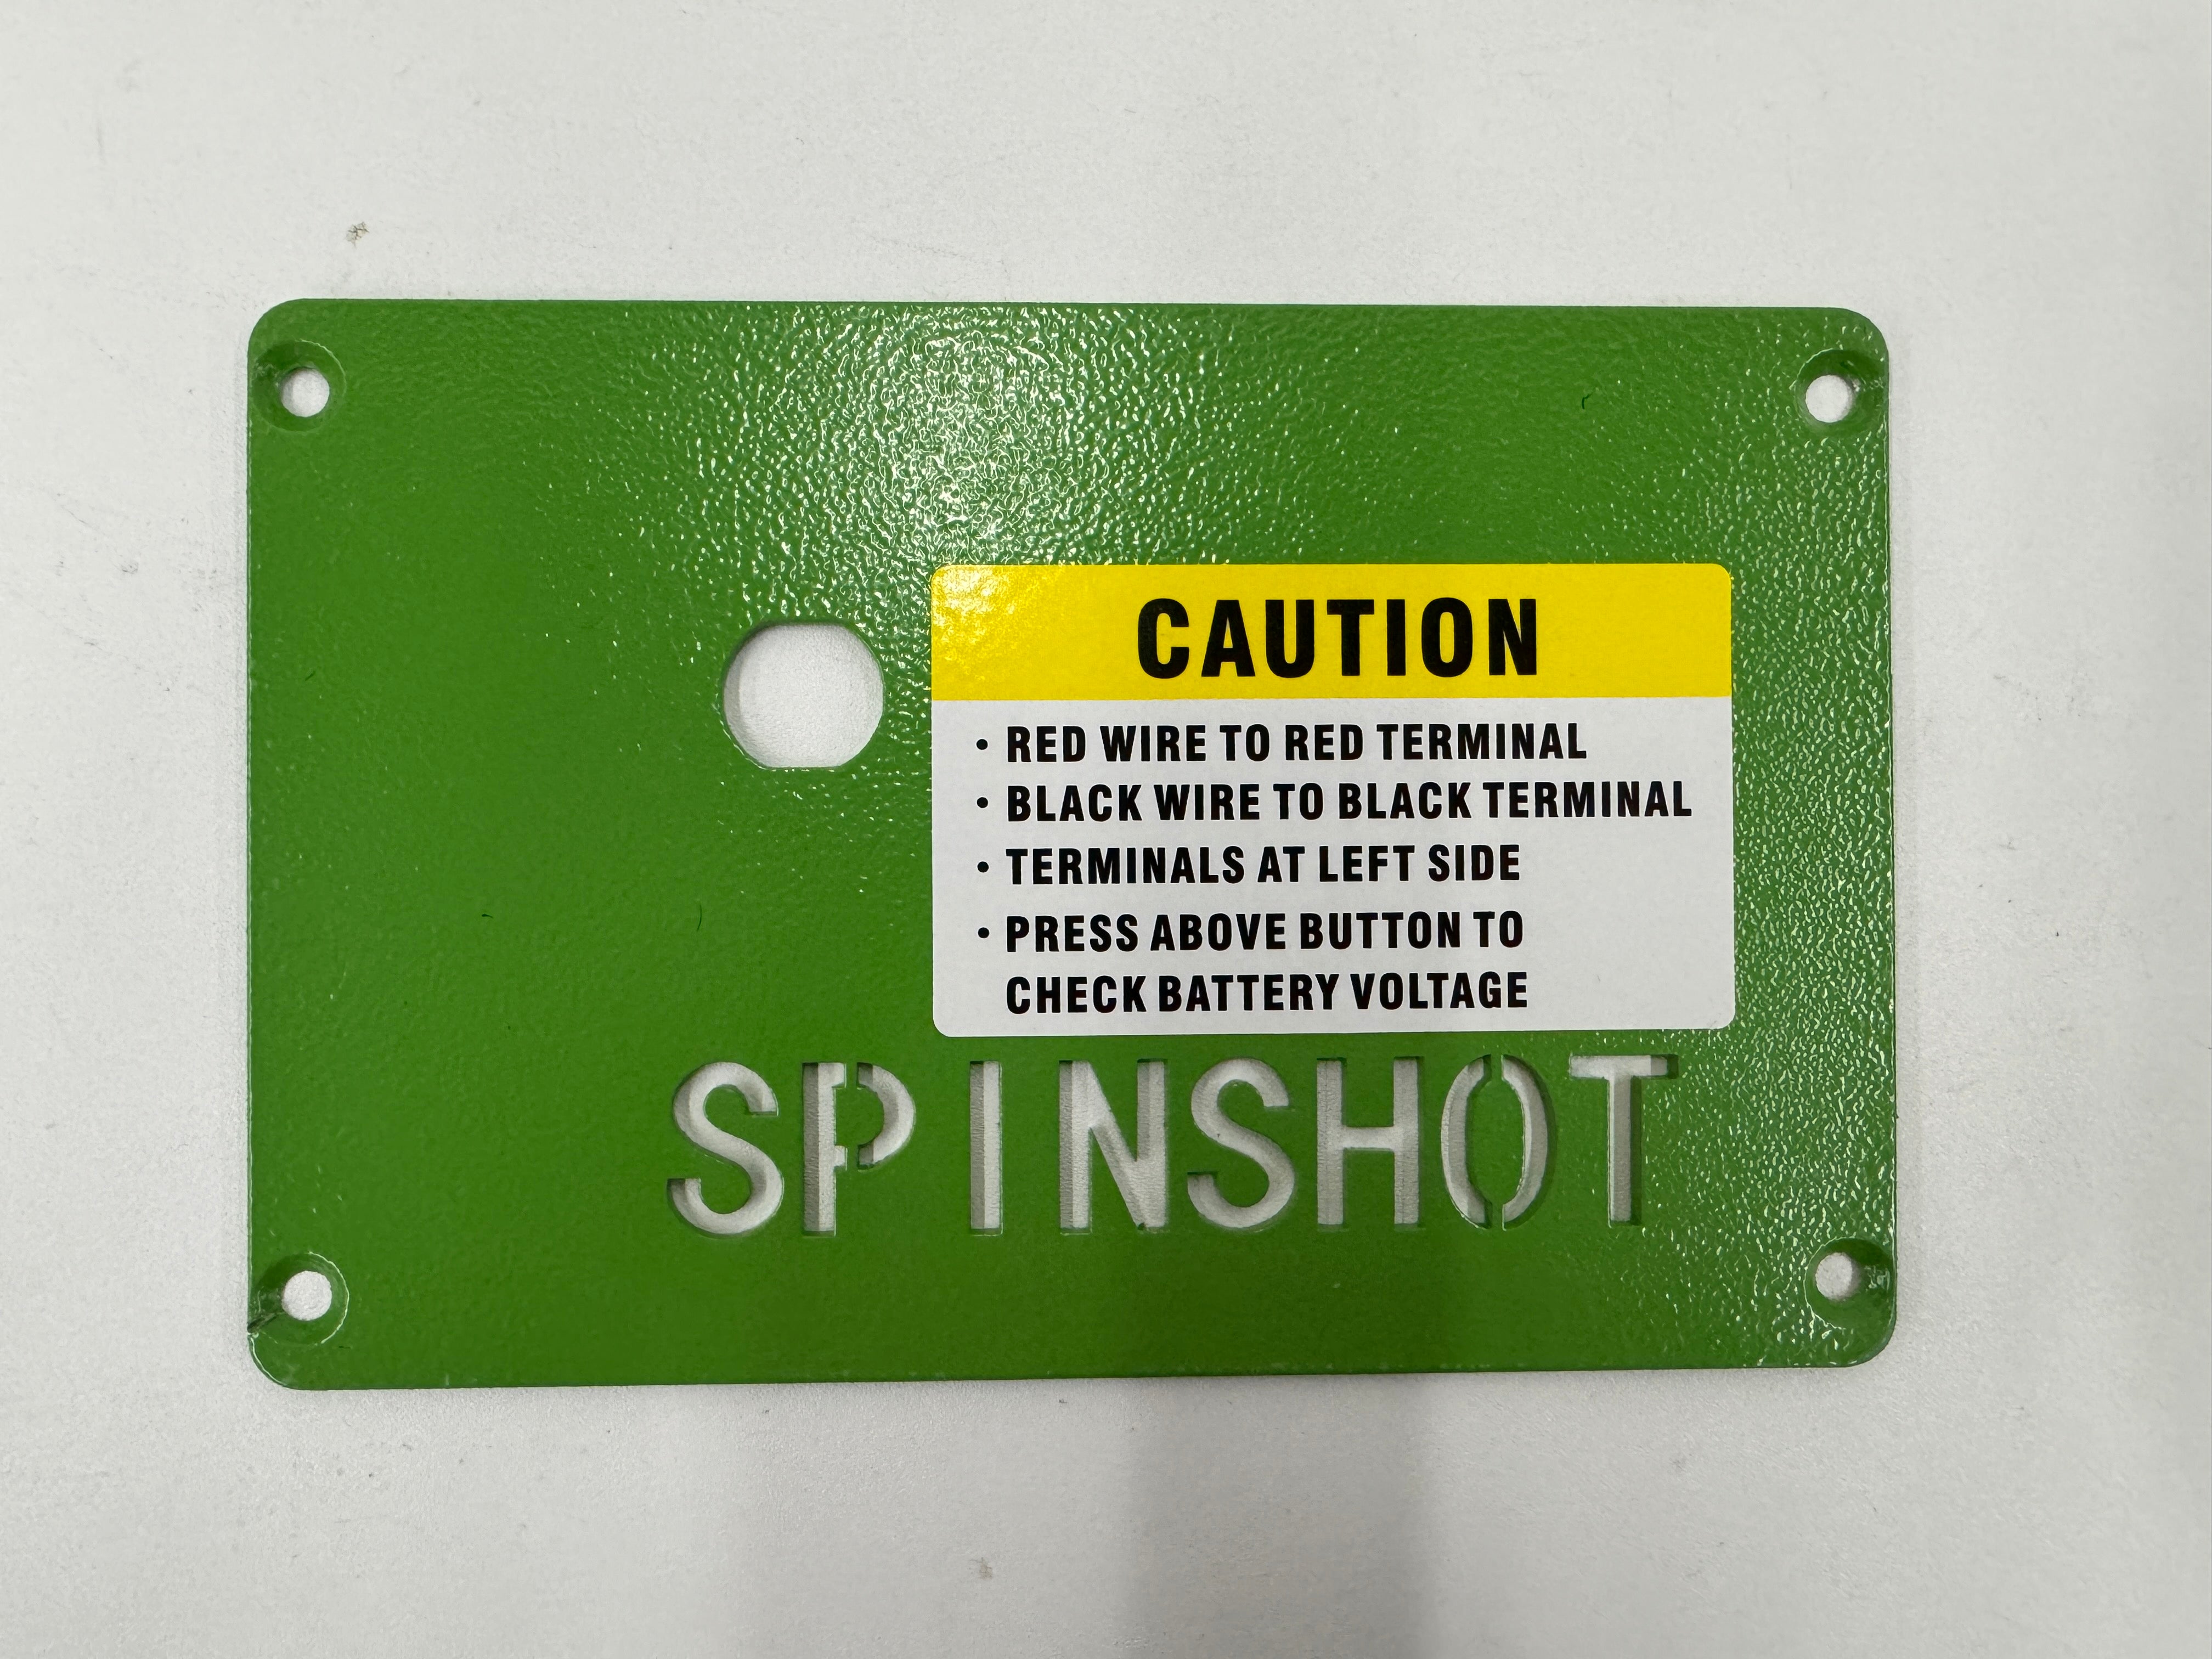 CAUTION
• RED WIRE TO RED TERMINAL
• BLACK WIRE TO BLACK TERMINAL
• TERMINALS AT LEFT SIDE
• PRESS ABOVE BUTTON TO
CHECK BATTERY VOLTAGE
SPINSHOT